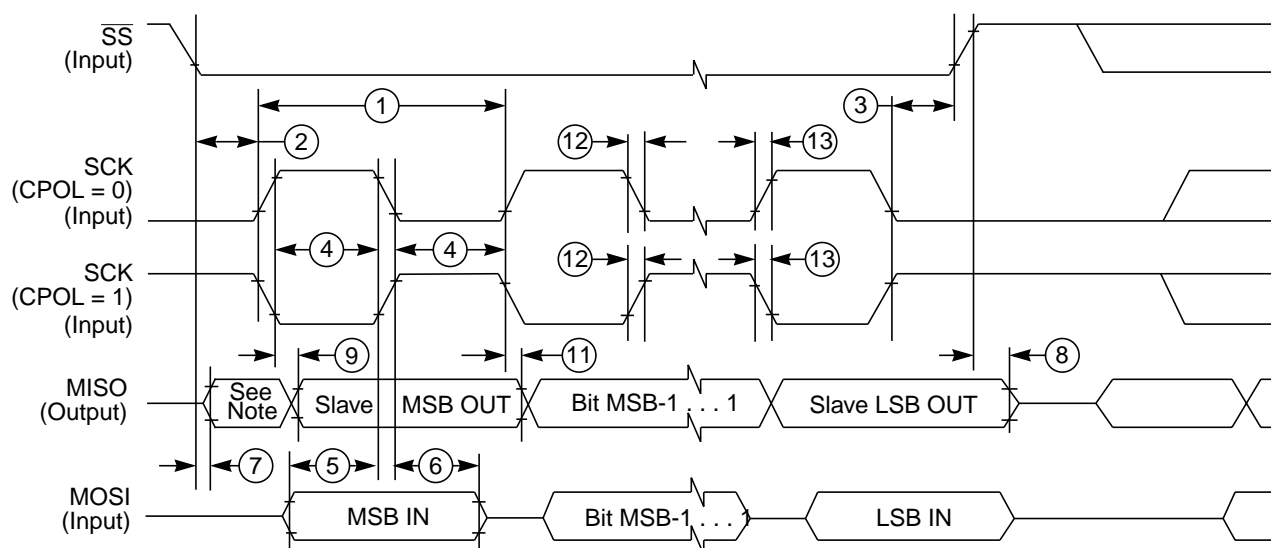 SS
(Input)
1
3
2
12
13
SCK
(CPOL = 0)
(Input)
4
4
SCK
(CPOL = 1)
(Input)
12
13
9
11
8
MISO
(Output)
See
Note
Slave
MSB OUT
Bit MSB-1 . . . 1
Slave LSB OUT
7
5
6
MOSI
(Input)
MSB IN
Bit MSB-1 . . . 1
LSB IN